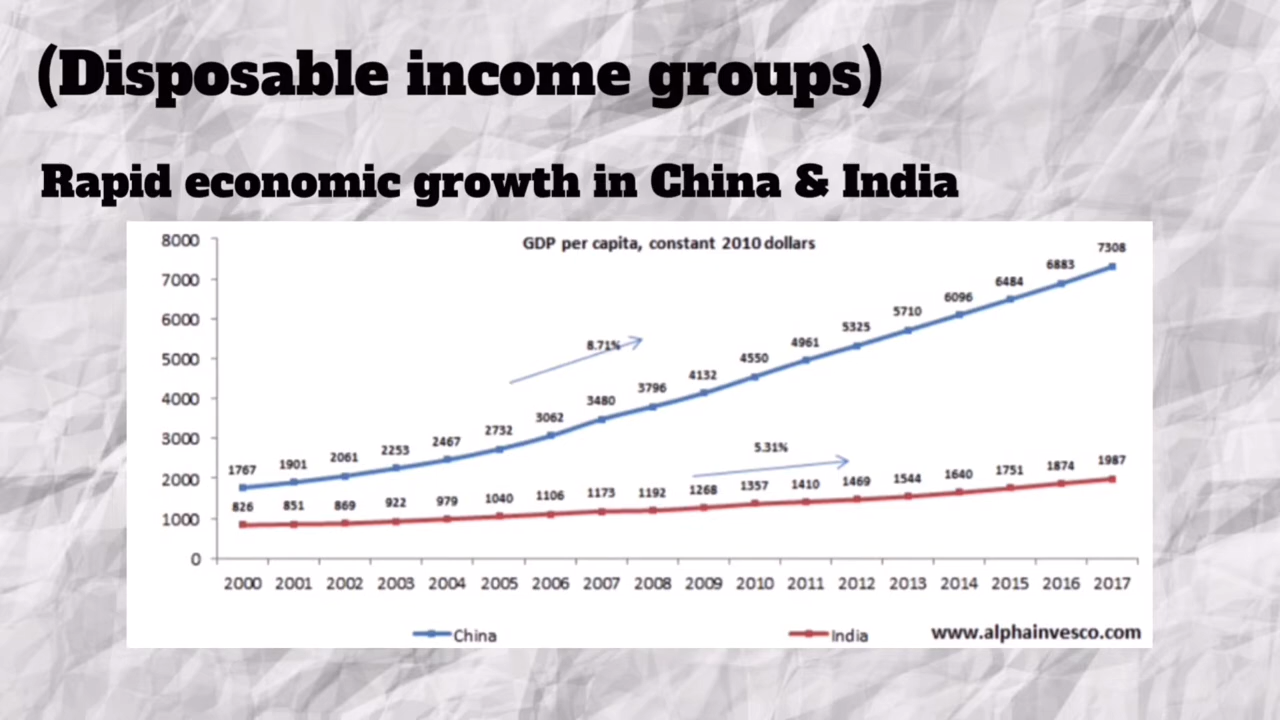 (Disposable income groups)
Rapid economic growth in China & India
GDP per capita, constant 2010 dollars
8000
7000
6000
5000
4000
3000
2000
1000
0
8.71%
5.31%
1767 1901 2061 2253 2467 2732 3062 3480 3796 4132 4550 4961 5325 5710 6096 6484 6883 7308
826 851 869 922 979 1040 1106 1173 1192 1268 1357 1410 1469 1544 1640 1751 1874 1987
2000 2001 2002 2003 2004 2005 2006 2007 2008 2009 2010 2011 2012 2013 2014 2015 2016 2017
China India
www.alphainvesco.com